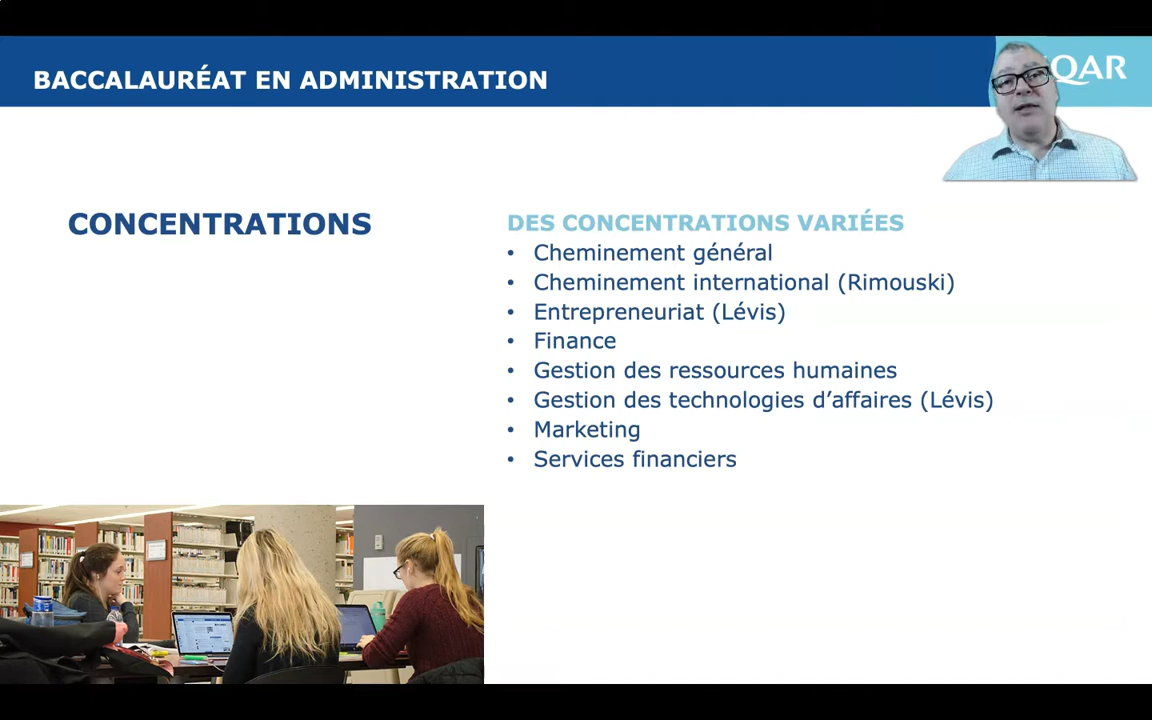 BACCALAURÉAT EN ADMINISTRATION
QAR
CONCENTRATIONS
DES CONCENTRATIONS VARIÉES
• Cheminement général
• Cheminement international (Rimouski)
• Entrepreneuriat (Lévis)
• Finance
• Gestion des ressources humaines
• Gestion des technologies d’affaires (Lévis)
• Marketing
• Services financiers